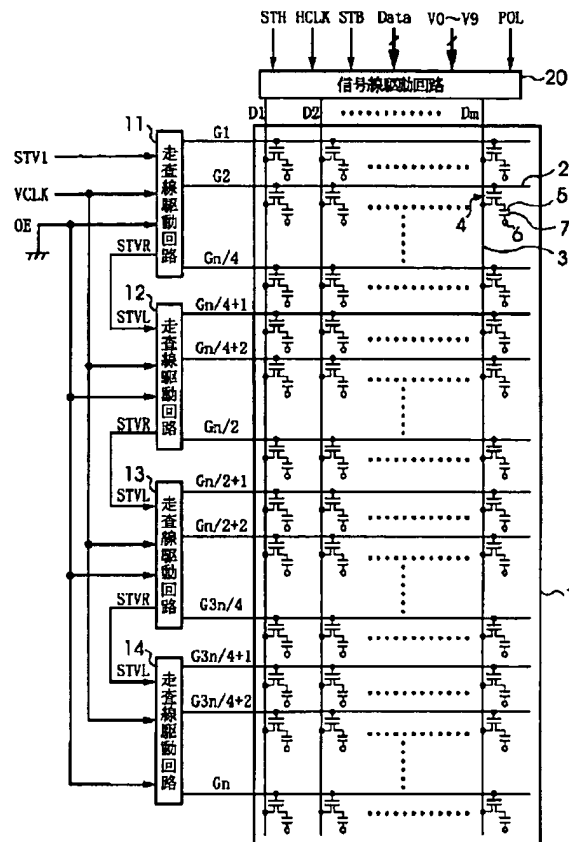 STH HCLK STB Data V0～V9 POL
信号線駆動回路
20
D1 D2 Dm
11
走査線駆動回路
STV1
VCLK
OE
STVR
G1
G2
2
4
5
7
6
3
Gn/4
12
STVL
走査線駆動回路
STVR
Gn/4+1
Gn/4+2
Gn/2
13
STVL
走査線駆動回路
STVR
Gn/2+1
Gn/2+2
G3n/4
14
STVL
走査線駆動回路
G3n/4+1
G3n/4+2
Gn